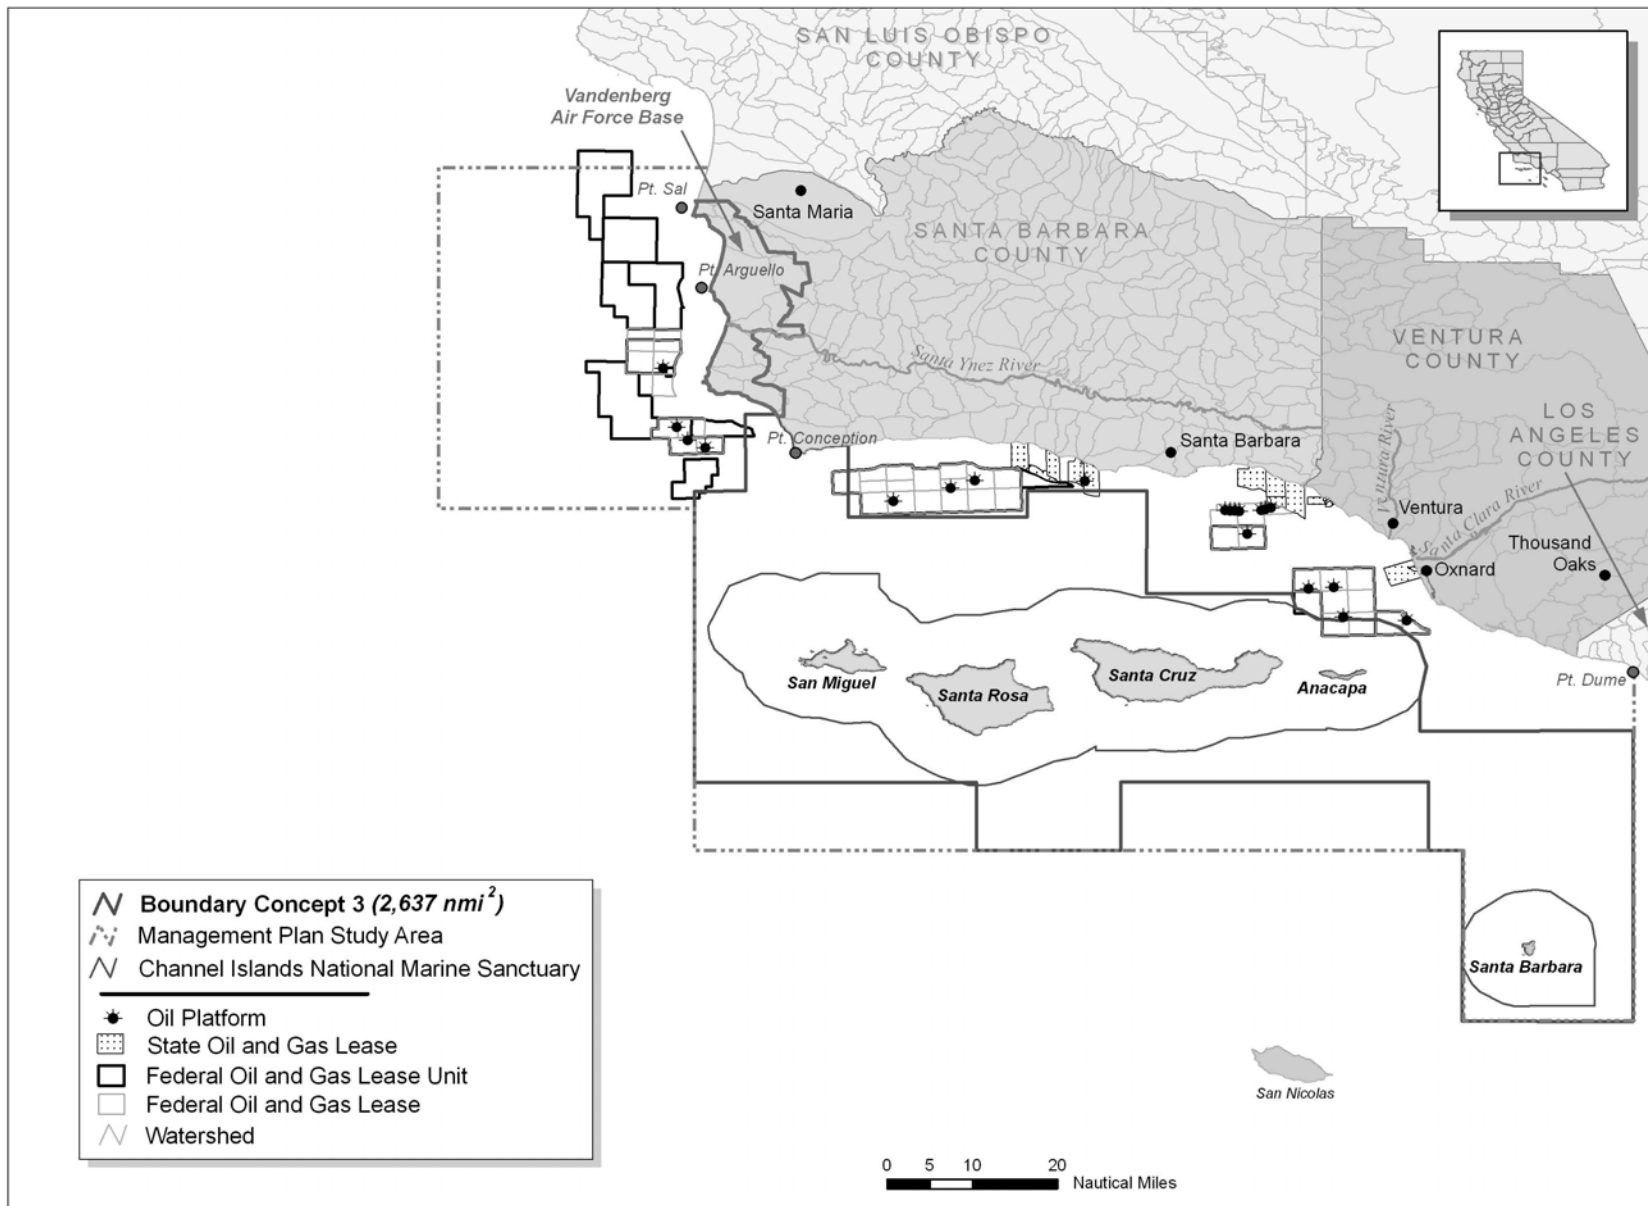 SAN LUIS OBISPO
COUNTY
Vandenberg
Air Force Base
Pt. Sal
Santa Maria
SANTA BARBARA
COUNTY
Pt. Arguello
VENTURA
COUNTY
Santa Ynez River
LOS
ANGELES
COUNTY
Pt. Conception
Santa Barbara
Ventura River
Ventura
Santa Clara River
Thousand
Oaks
Oxnard
San Miguel
Santa Rosa
Santa Cruz
Anacapa
Pt. Dume
Boundary Concept 3 (2,637 nmi²)
Management Plan Study Area
Channel Islands National Marine Sanctuary
Oil Platform
State Oil and Gas Lease
Federal Oil and Gas Lease Unit
Federal Oil and Gas Lease
Watershed
Santa Barbara
San Nicolas
0 5 10 20
Nautical Miles